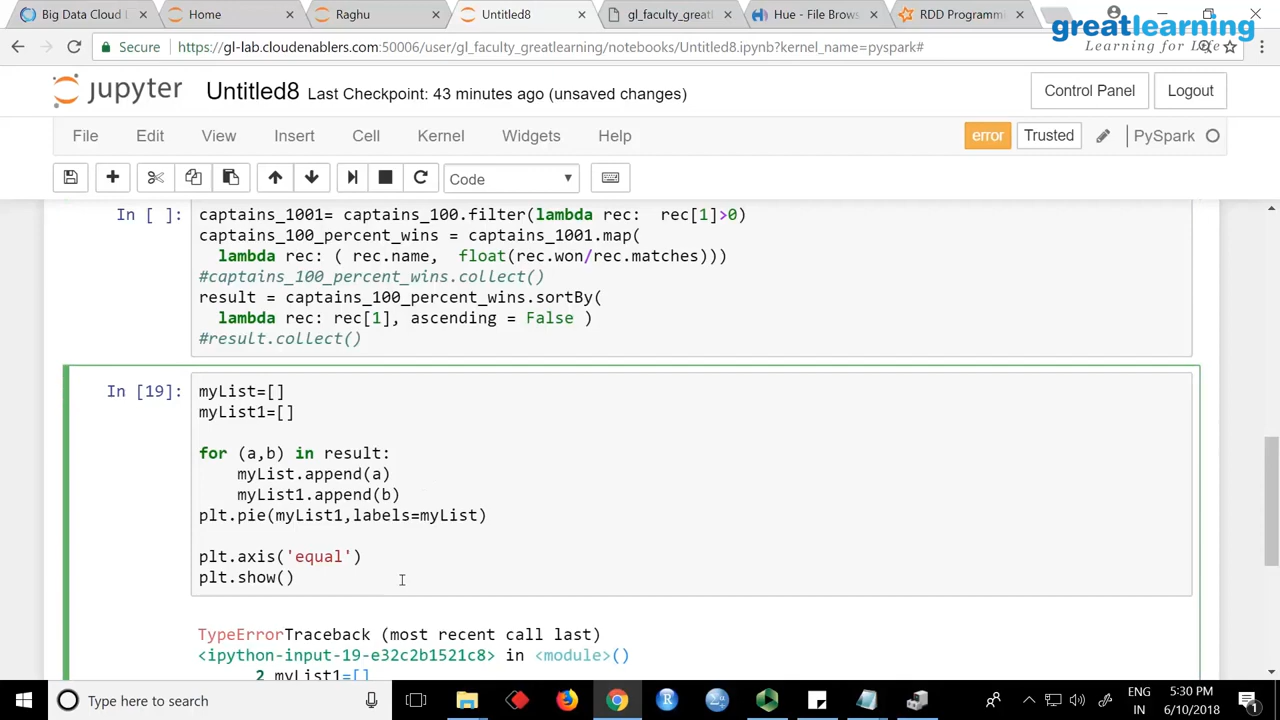 Big Data Cloud
Home
Raghu
Untitled8
gl_faculty_greatl
Hue - File Brows
RDD Programmi
greatlearning
Learning for Life
Secure
https://gl-lab.cloudenablers.com:50006/user/gl_faculty_greatlearning/notebooks/Untitled8.ipynb?kernel_name=pyspark#
jupyter Untitled8 Last Checkpoint: 43 minutes ago (unsaved changes)
Control Panel
Logout
File Edit View Insert Cell Kernel Widgets Help
error
Trusted
PySpark
Code
In [ ]:
captains_1001= captains_100.filter(lambda rec:  rec[1]>0)
captains_100_percent_wins = captains_1001.map(
  lambda rec: ( rec.name,  float(rec.won/rec.matches)))
#captains_100_percent_wins.collect()
result = captains_100_percent_wins.sortBy(
  lambda rec: rec[1], ascending = False )
#result.collect()
In [19]:
myList=[]
myList1=[]
for (a,b) in result:
    myList.append(a)
    myList1.append(b)
plt.pie(myList1,labels=myList)
plt.axis('equal')
plt.show()
TypeErrorTraceback (most recent call last)
<ipython-input-19-e32c2b1521c8> in <module>()
2 myList1=[]
Type here to search
ENG
IN
5:30 PM
6/10/2018